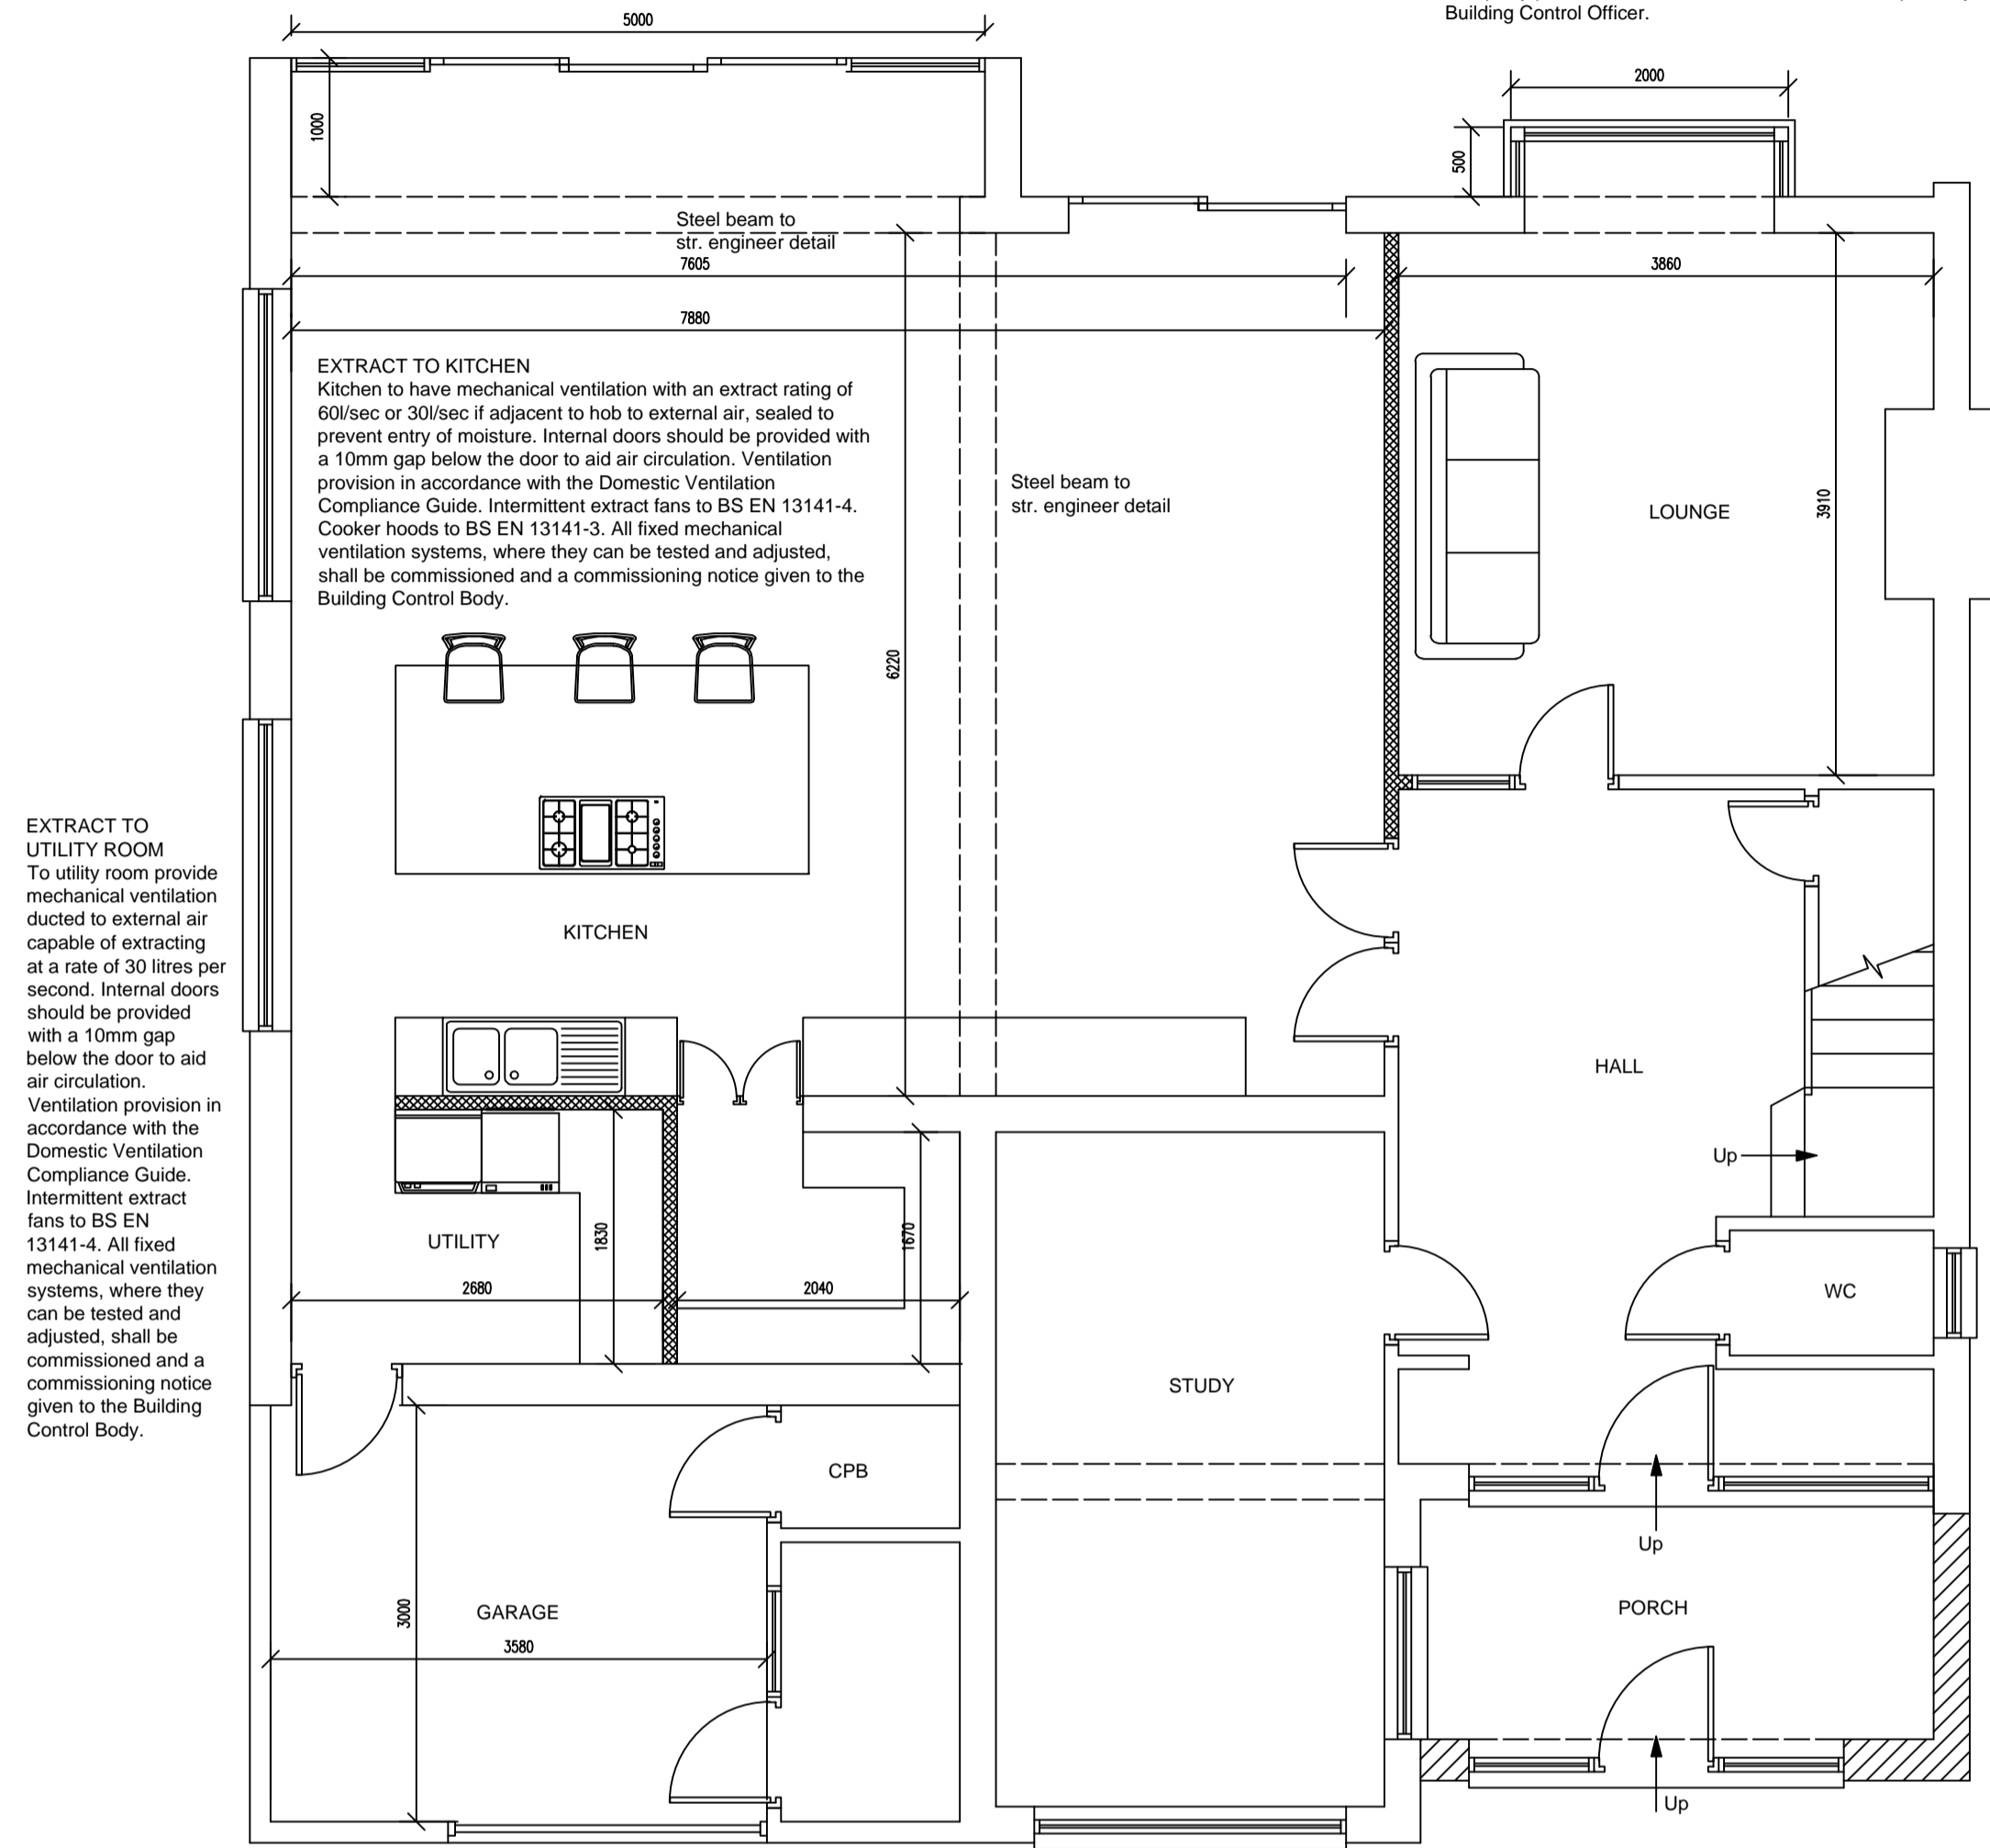 Building Control Officer.
5000
2000
1000
500
Steel beam to
str. engineer detail
7605
3860
7880
EXTRACT TO KITCHEN
Kitchen to have mechanical ventilation with an extract rating of
60l/sec or 30l/sec if adjacent to hob to external air, sealed to
prevent entry of moisture. Internal doors should be provided with
a 10mm gap below the door to aid air circulation. Ventilation
provision in accordance with the Domestic Ventilation
Compliance Guide. Intermittent extract fans to BS EN 13141-4.
Cooker hoods to BS EN 13141-3. All fixed mechanical
ventilation systems, where they can be tested and adjusted,
shall be commissioned and a commissioning notice given to the
Building Control Body.
Steel beam to
str. engineer detail
LOUNGE
3910
6220
EXTRACT TO
UTILITY ROOM
To utility room provide
mechanical ventilation
ducted to external air
capable of extracting
at a rate of 30 litres per
second. Internal doors
should be provided
with a 10mm gap
below the door to aid
air circulation.
Ventilation provision in
accordance with the
Domestic Ventilation
Compliance Guide.
Intermittent extract
fans to BS EN
13141-4. All fixed
mechanical ventilation
systems, where they
can be tested and
adjusted, shall be
commissioned and a
commissioning notice
given to the Building
Control Body.
KITCHEN
HALL
Up
UTILITY
1830
1670
2680
2040
WC
STUDY
CPB
Up
GARAGE
3000
3580
PORCH
Up